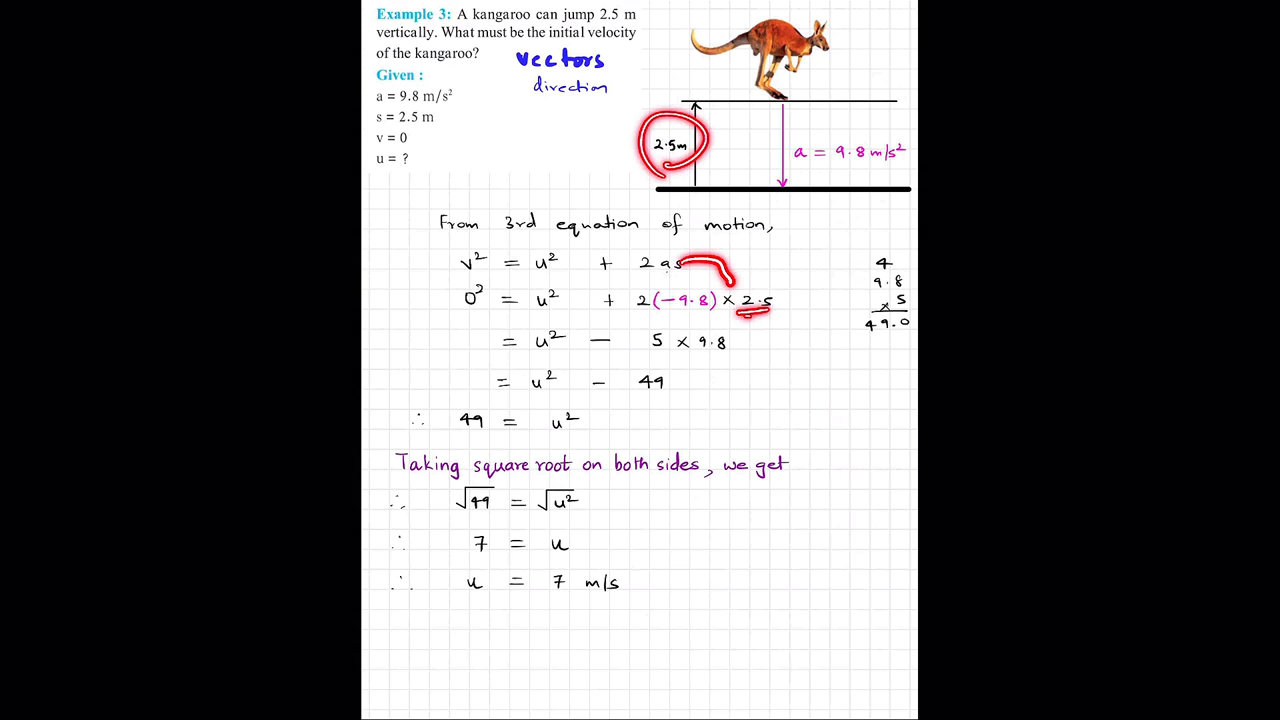 Example 3: A kangaroo can jump 2.5 m
vertically. What must be the initial velocity
of the kangaroo?
vectors
direction
Given :
a = 9.8 m/s²
s = 2.5 m
v = 0
u = ?
2.5m
a = 9.8 m/s²
From 3rd equation of motion,
v² = u² + 2as
0² = u² + 2(-9.8) × 2.5
= u² - 5 × 9.8
= u² - 49
∴ 49 = u²
4
9.8
× 5
49.0
Taking square root on both sides, we get
∴ √49 = √u²
∴ 7 = u
∴ u = 7 m/s